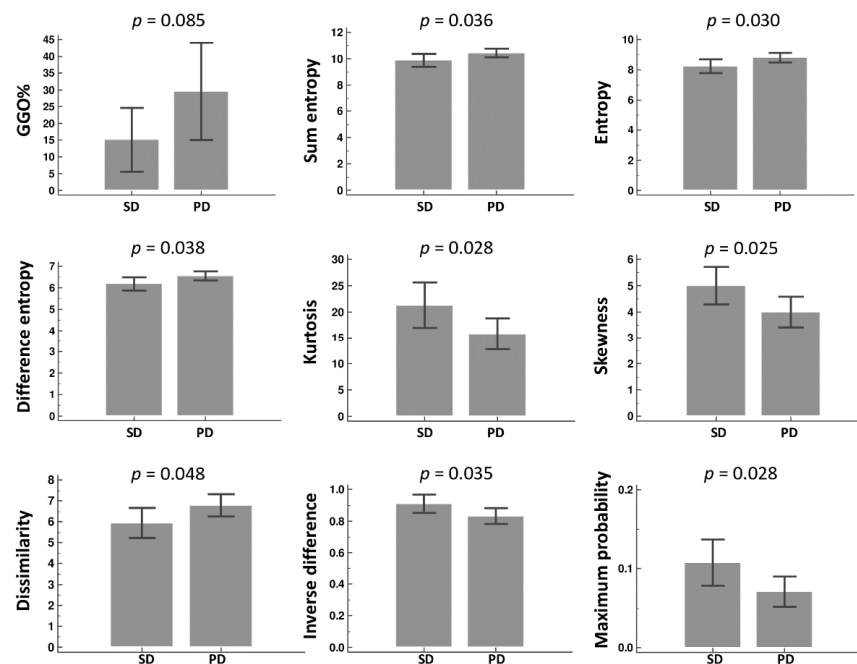 p = 0.085
GGO%
45
40
35
30
25
20
15
10
5
0
SD
PD
p = 0.036
Sum entropy
12
10
8
6
4
2
0
SD
PD
p = 0.030
Entropy
10
8
6
4
2
0
SD
PD
p = 0.038
Difference entropy
7
6
5
4
3
2
1
0
SD
PD
p = 0.028
Kurtosis
30
25
20
15
10
5
0
SD
PD
p = 0.025
Skewness
6
5
4
3
2
1
0
SD
PD
p = 0.048
Dissimilarity
8
7
6
5
4
3
2
1
0
SD
PD
p = 0.035
Inverse difference
1.0
0.8
0.6
0.4
0.2
0.0
SD
PD
p = 0.028
Maximum probability
0.2
0.1
0.0
SD
PD